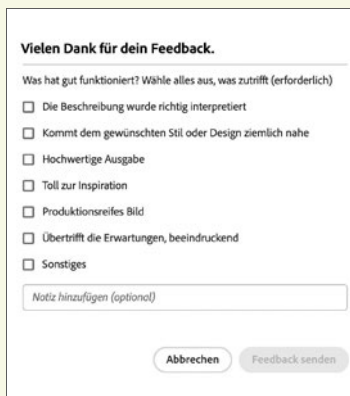 Vielen Dank für dein Feedback.
Was hat gut funktioniert? Wähle alles aus, was zutrifft (erforderlich)
Die Beschreibung wurde richtig interpretiert
Kommt dem gewünschten Stil oder Design ziemlich nahe
Hochwertige Ausgabe
Toll zur Inspiration
Produktionsreifes Bild
Übertrifft die Erwartungen, beeindruckend
Sonstiges
Notiz hinzufügen (optional)
Abbrechen Feedback senden